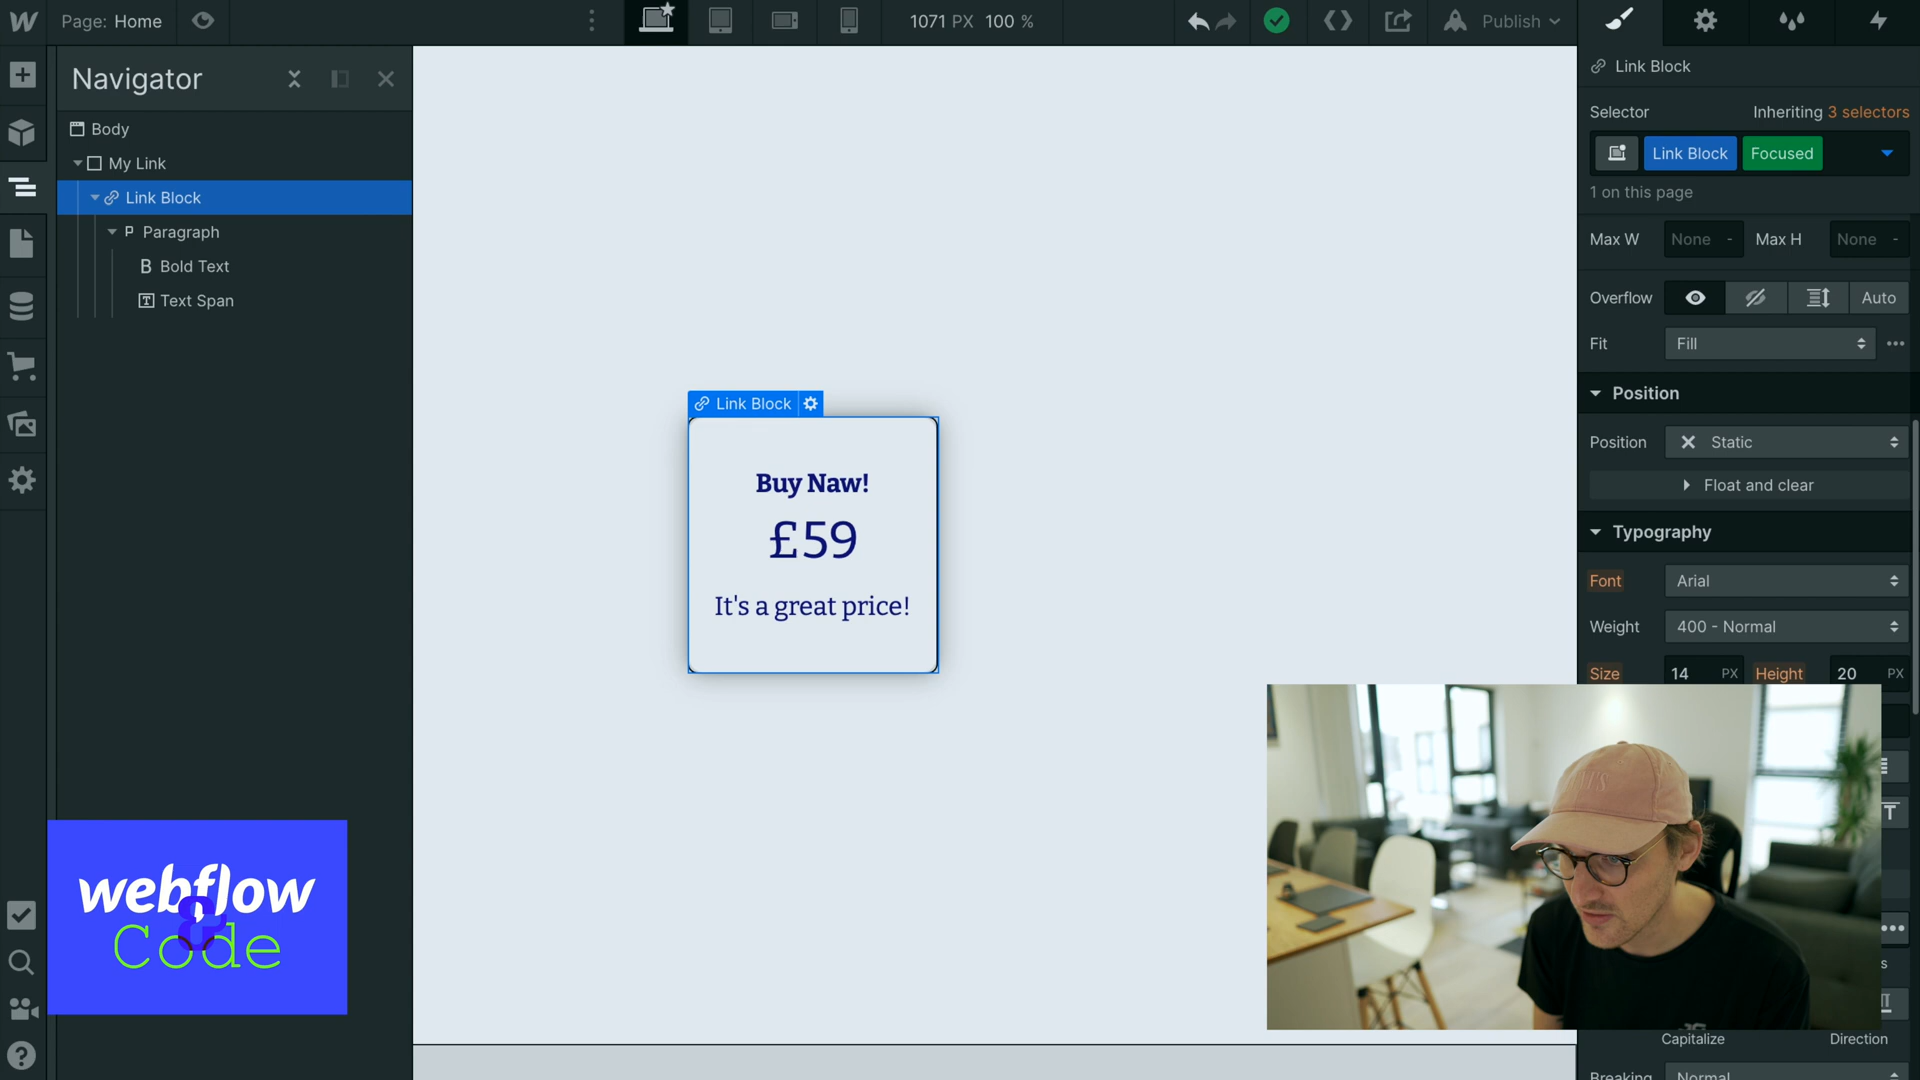 Page: Home
1071 PX 100 %
Publish
Navigator
Body
My Link
Link Block
Paragraph
B Bold Text
Text Span
Link Block
Buy Naw!
£59
It's a great price!
Link Block
Selector
Inheriting 3 selectors
Link Block
Focused
1 on this page
Max W
None -
Max H
None -
Overflow
Auto
Fit
Fill
Position
Position
Static
Float and clear
Typography
Font
Arial
Weight
400 - Normal
Size
14 PX
Height
20 PX
Capitalize
Direction
Breaking
Normal
webflow
&
Code